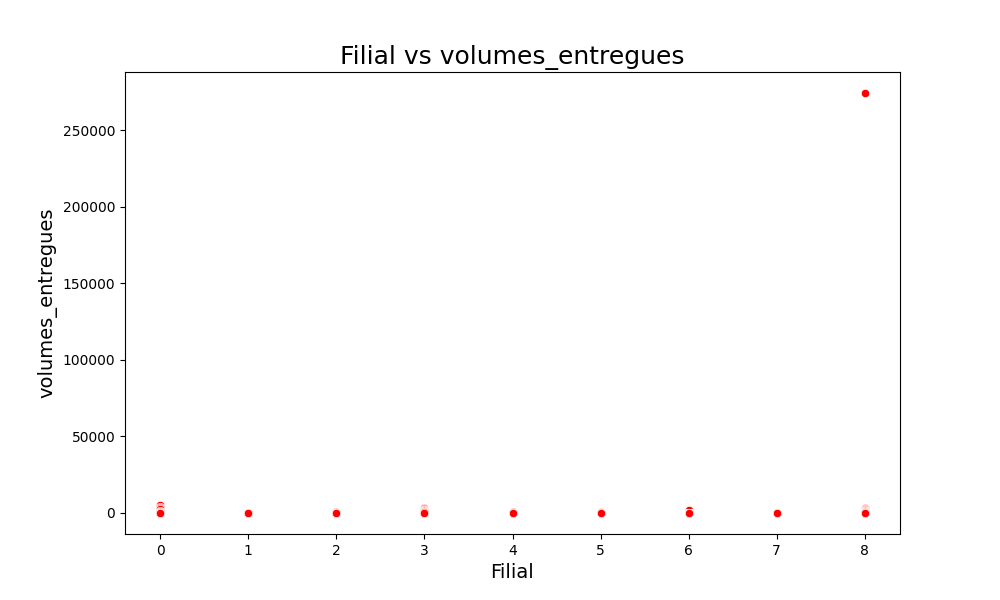 Filial vs volumes_entregues
volumes_entregues
250000
200000
150000
100000
50000
0
0 1 2 3 4 5 6 7 8
Filial